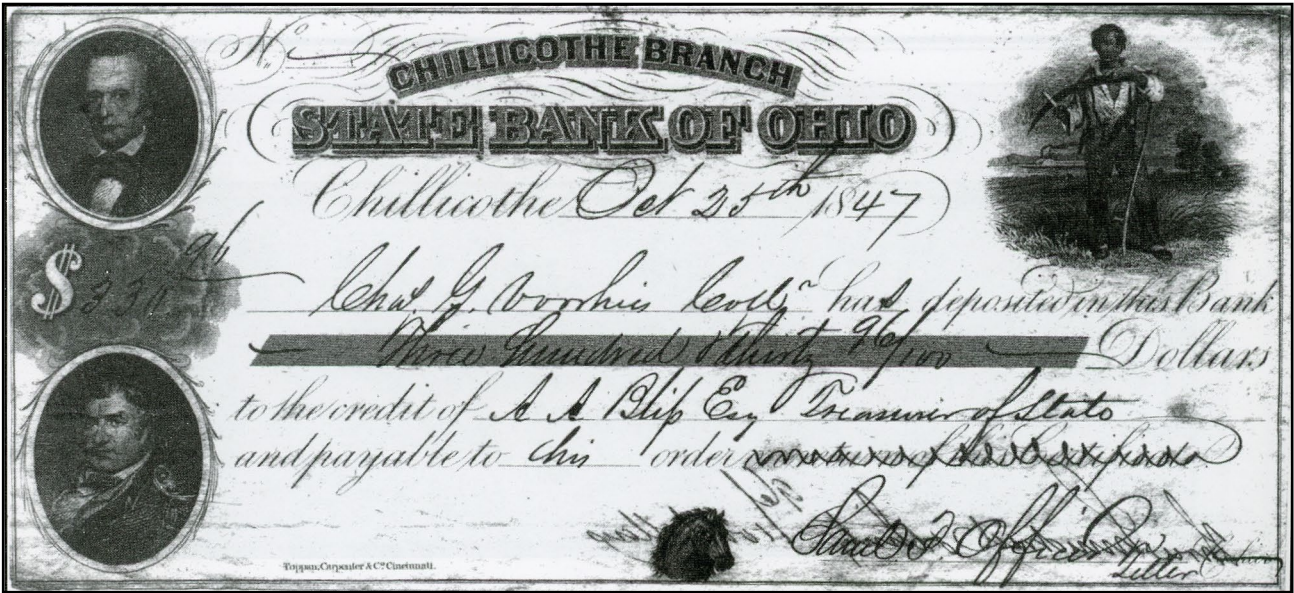 No
CHILLICOTHE BRANCH
STATE BANK OF OHIO
Chillicothe Oct 25th 1847
$ 330 96
Chas. G. Voorhies Coll.r has deposited in this Bank
Three Hundred & thirty 96/100 Dollars
to the credit of A A Bliss Esq Treasurer of State
and payable to his order
Teller
Toppan, Carpenter & Co. Cincinnati.